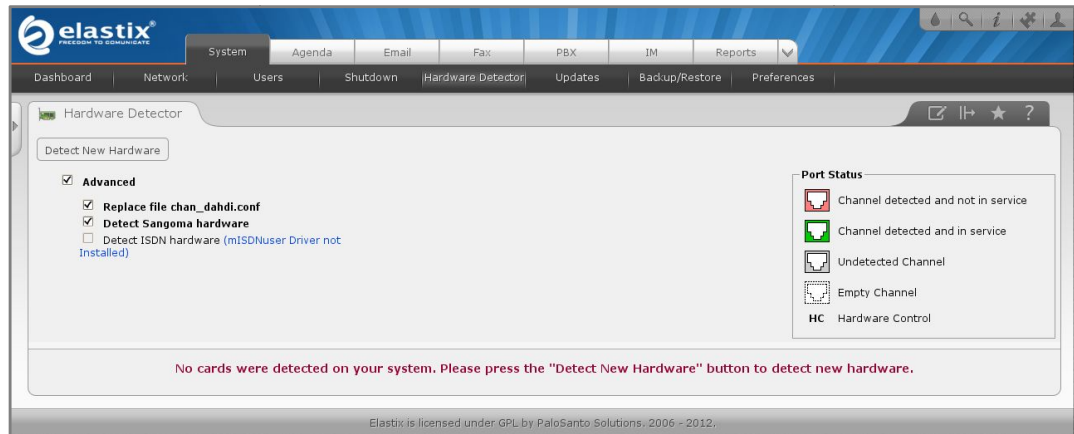 elastix®
FREEDOM TO COMUNICATE
System Agenda Email Fax PBX IM Reports
Dashboard Network Users Shutdown Hardware Detector Updates Backup/Restore Preferences
Hardware Detector
Detect New Hardware
Advanced
Replace file chan_dahdi.conf
Detect Sangoma hardware
Detect ISDN hardware (mISDNuser Driver not
Installed)
Port Status
Channel detected and not in service
Channel detected and in service
Undetected Channel
Empty Channel
HC Hardware Control
No cards were detected on your system. Please press the "Detect New Hardware" button to detect new hardware.
Elastix is licensed under GPL by PaloSanto Solutions. 2006 - 2012.